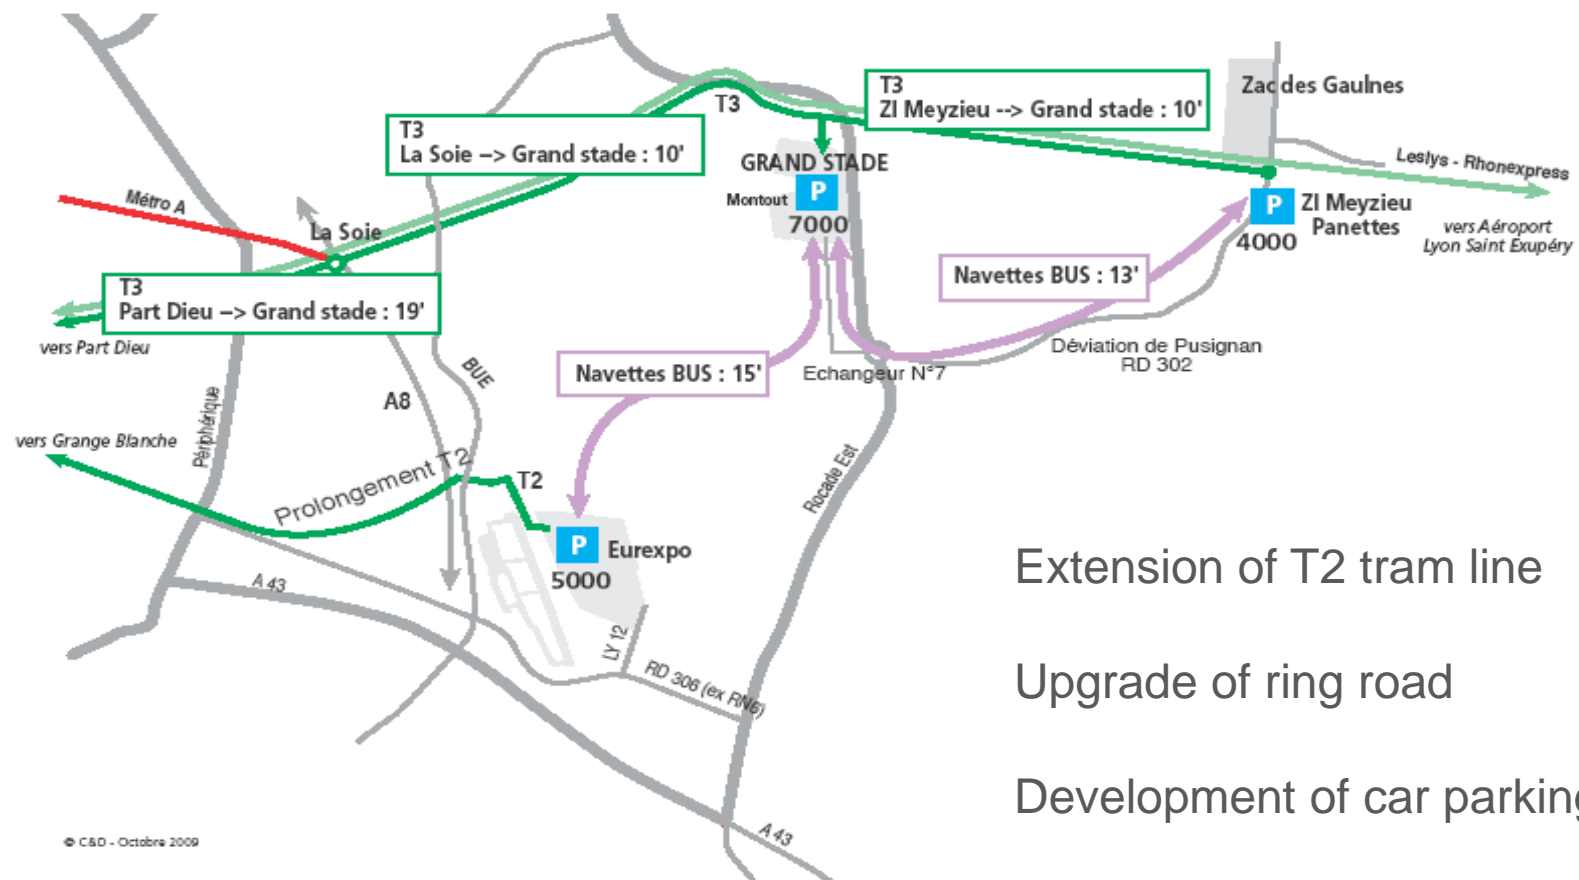 T3
ZI Meyzieu --> Grand stade : 10'
Zac des Gaulnes
T3
T3
La Soie –> Grand stade : 10'
GRAND STADE
Leslys - Rhonexpress
Métro A
Montout
P
7000
P
4000
ZI Meyzieu
Panettes
La Soie
vers Aéroport
Lyon Saint Exupéry
Navettes BUS : 13'
T3
Part Dieu –> Grand stade : 19'
vers Part Dieu
Déviation de Pusignan
RD 302
Echangeur N°7
Navettes BUS : 15'
BUE
A8
Périphérique
vers Grange Blanche
Prolongement T2
T2
Rocade Est
P
Eurexpo
5000
A 43
LY 12
RD 306 (ex RN6)
A 43
Extension of T2 tram line
Upgrade of ring road
Development of car parking
© C&D - Octobre 2009